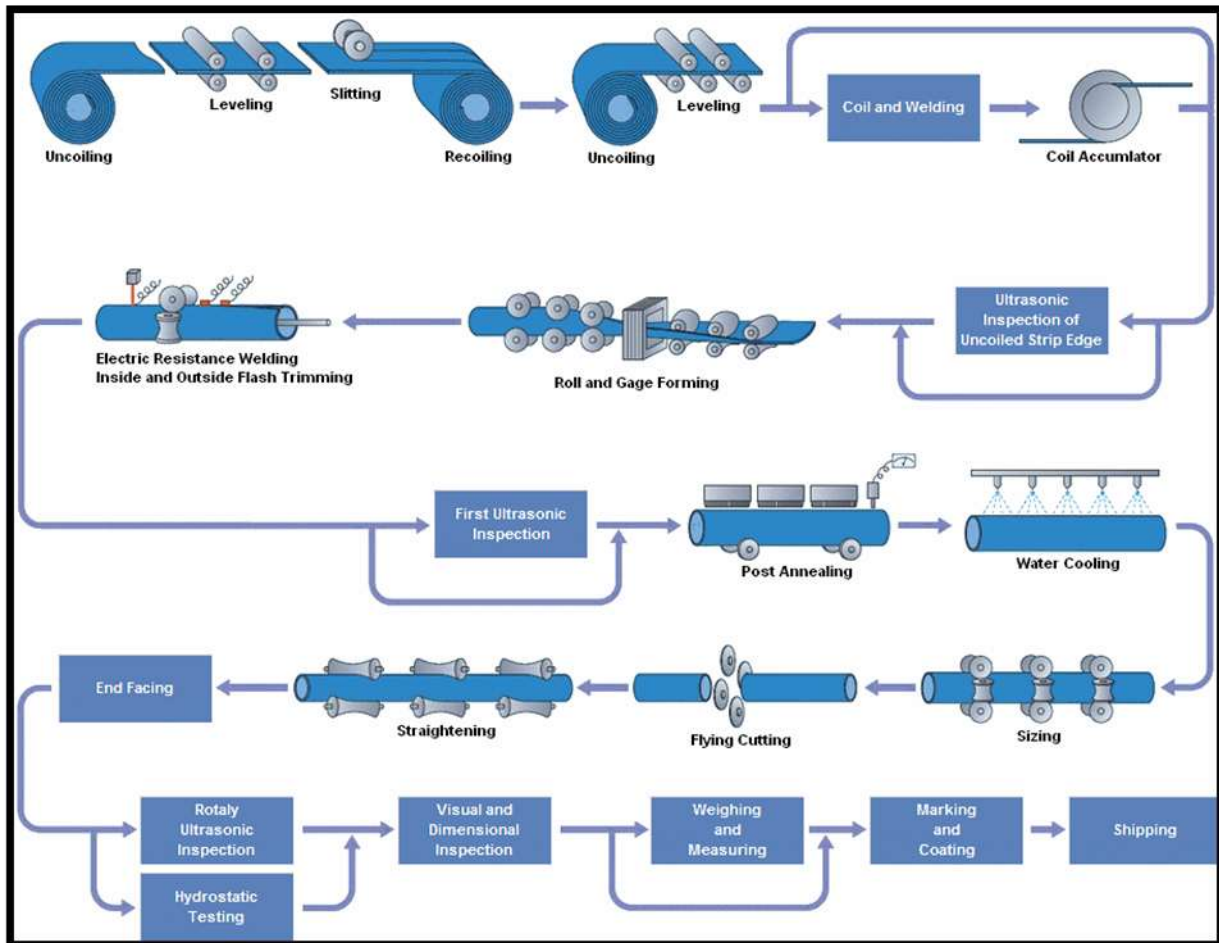 Leveling
Slitting
Uncoiling
Recoiling
Leveling
Uncoiling
Coil and Welding
Coil Accumlator
Electric Resistance Welding
Inside and Outside Flash Trimming
Roll and Gage Forming
Ultrasonic
Inspection of
Uncoiled Strip Edge
First Ultrasonic
Inspection
Post Annealing
Water Cooling
End Facing
Straightening
Flying Cutting
Sizing
Rotaly
Ultrasonic
Inspection
Hydrostatic
Testing
Visual and
Dimensional
Inspection
Weighing
and
Measuring
Marking
and
Coating
Shipping